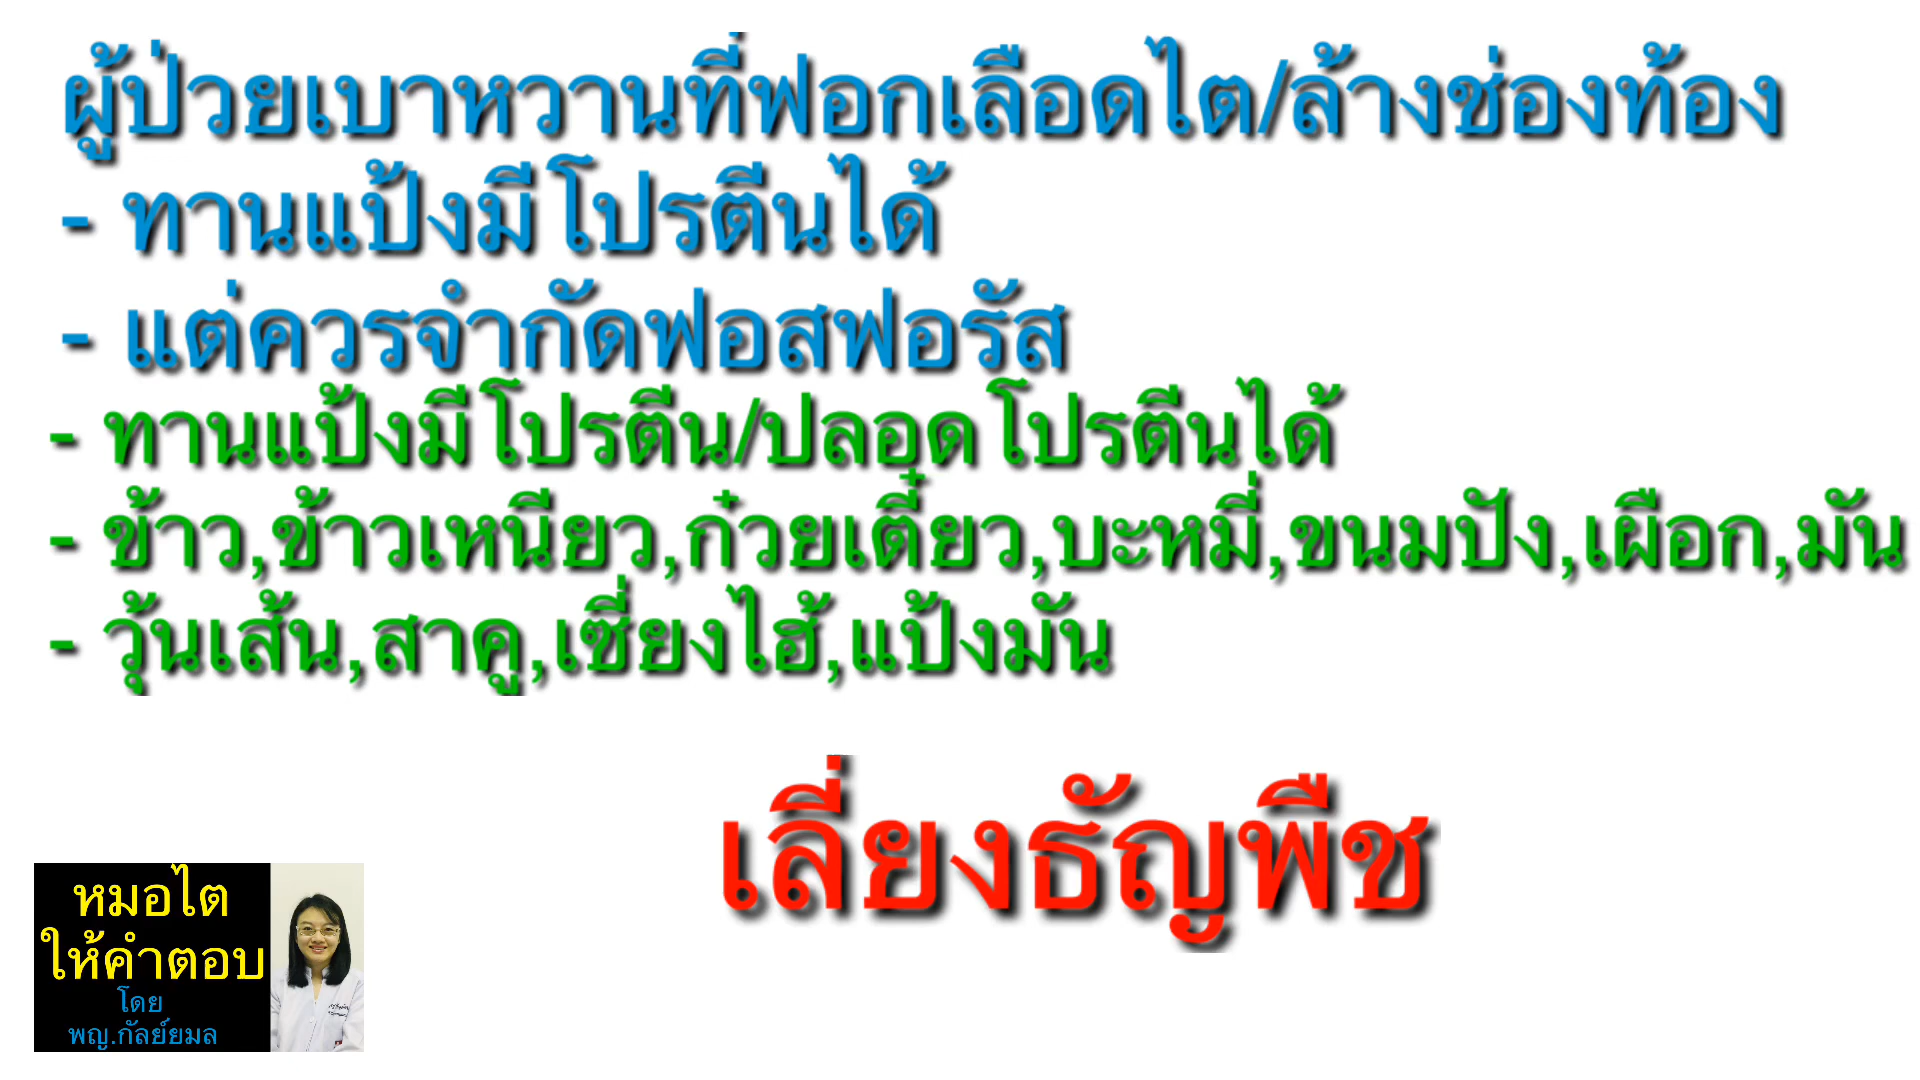 ผู้ป่วยเบาหวานที่ฟอกเลือดไต/ล้างช่องท้อง
- ทานแป้งมีโปรตีนได้
- แต่ควรจำกัดฟอสฟอรัส
- ทานแป้งมีโปรตีน/ปลอดโปรตีนได้
- ข้าว,ข้าวเหนียว,ก๋วยเตี๋ยว,บะหมี่,ขนมปัง,เผือก,มัน
- วุ้นเส้น,สาคู,เซี่ยงไฮ้,แป้งมัน
เลี่ยงธัญพืช
หมอไต
ให้คำตอบ
โดย
พญ.กัลย์ยมล